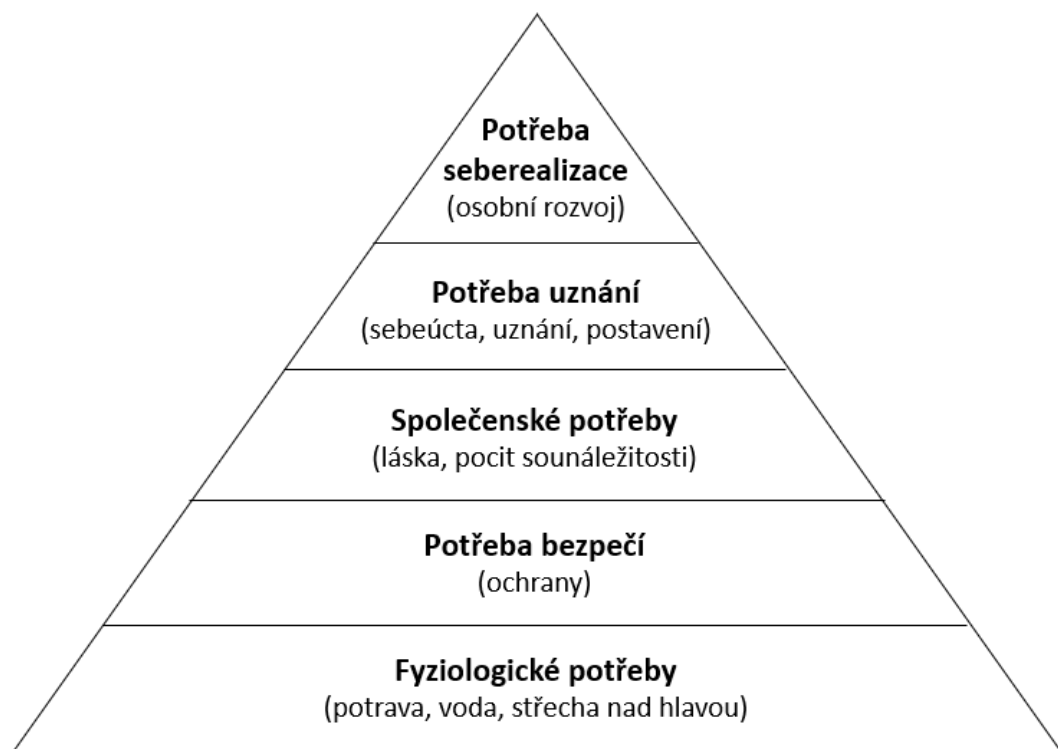 Potřeba
seberealizace
(osobní rozvoj)
Potřeba uznání
(sebeúcta, uznání, postavení)
Společenské potřeby
(láska, pocit sounáležitosti)
Potřeba bezpečí
(ochrany)
Fyziologické potřeby
(potrava, voda, střecha nad hlavou)